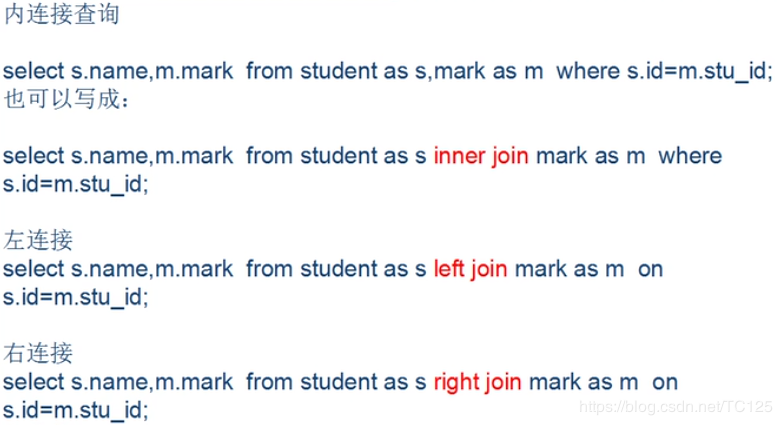 内连接查询
select s.name,m.mark from student as s,mark as m where s.id=m.stu_id;
也可以写成：
select s.name,m.mark from student as s inner join mark as m where
s.id=m.stu_id;
左连接
select s.name,m.mark from student as s left join mark as m on
s.id=m.stu_id;
右连接
select s.name,m.mark from student as s right join mark as m on
s.id=m.stu_id;
https://blog.csdn.net/TC125